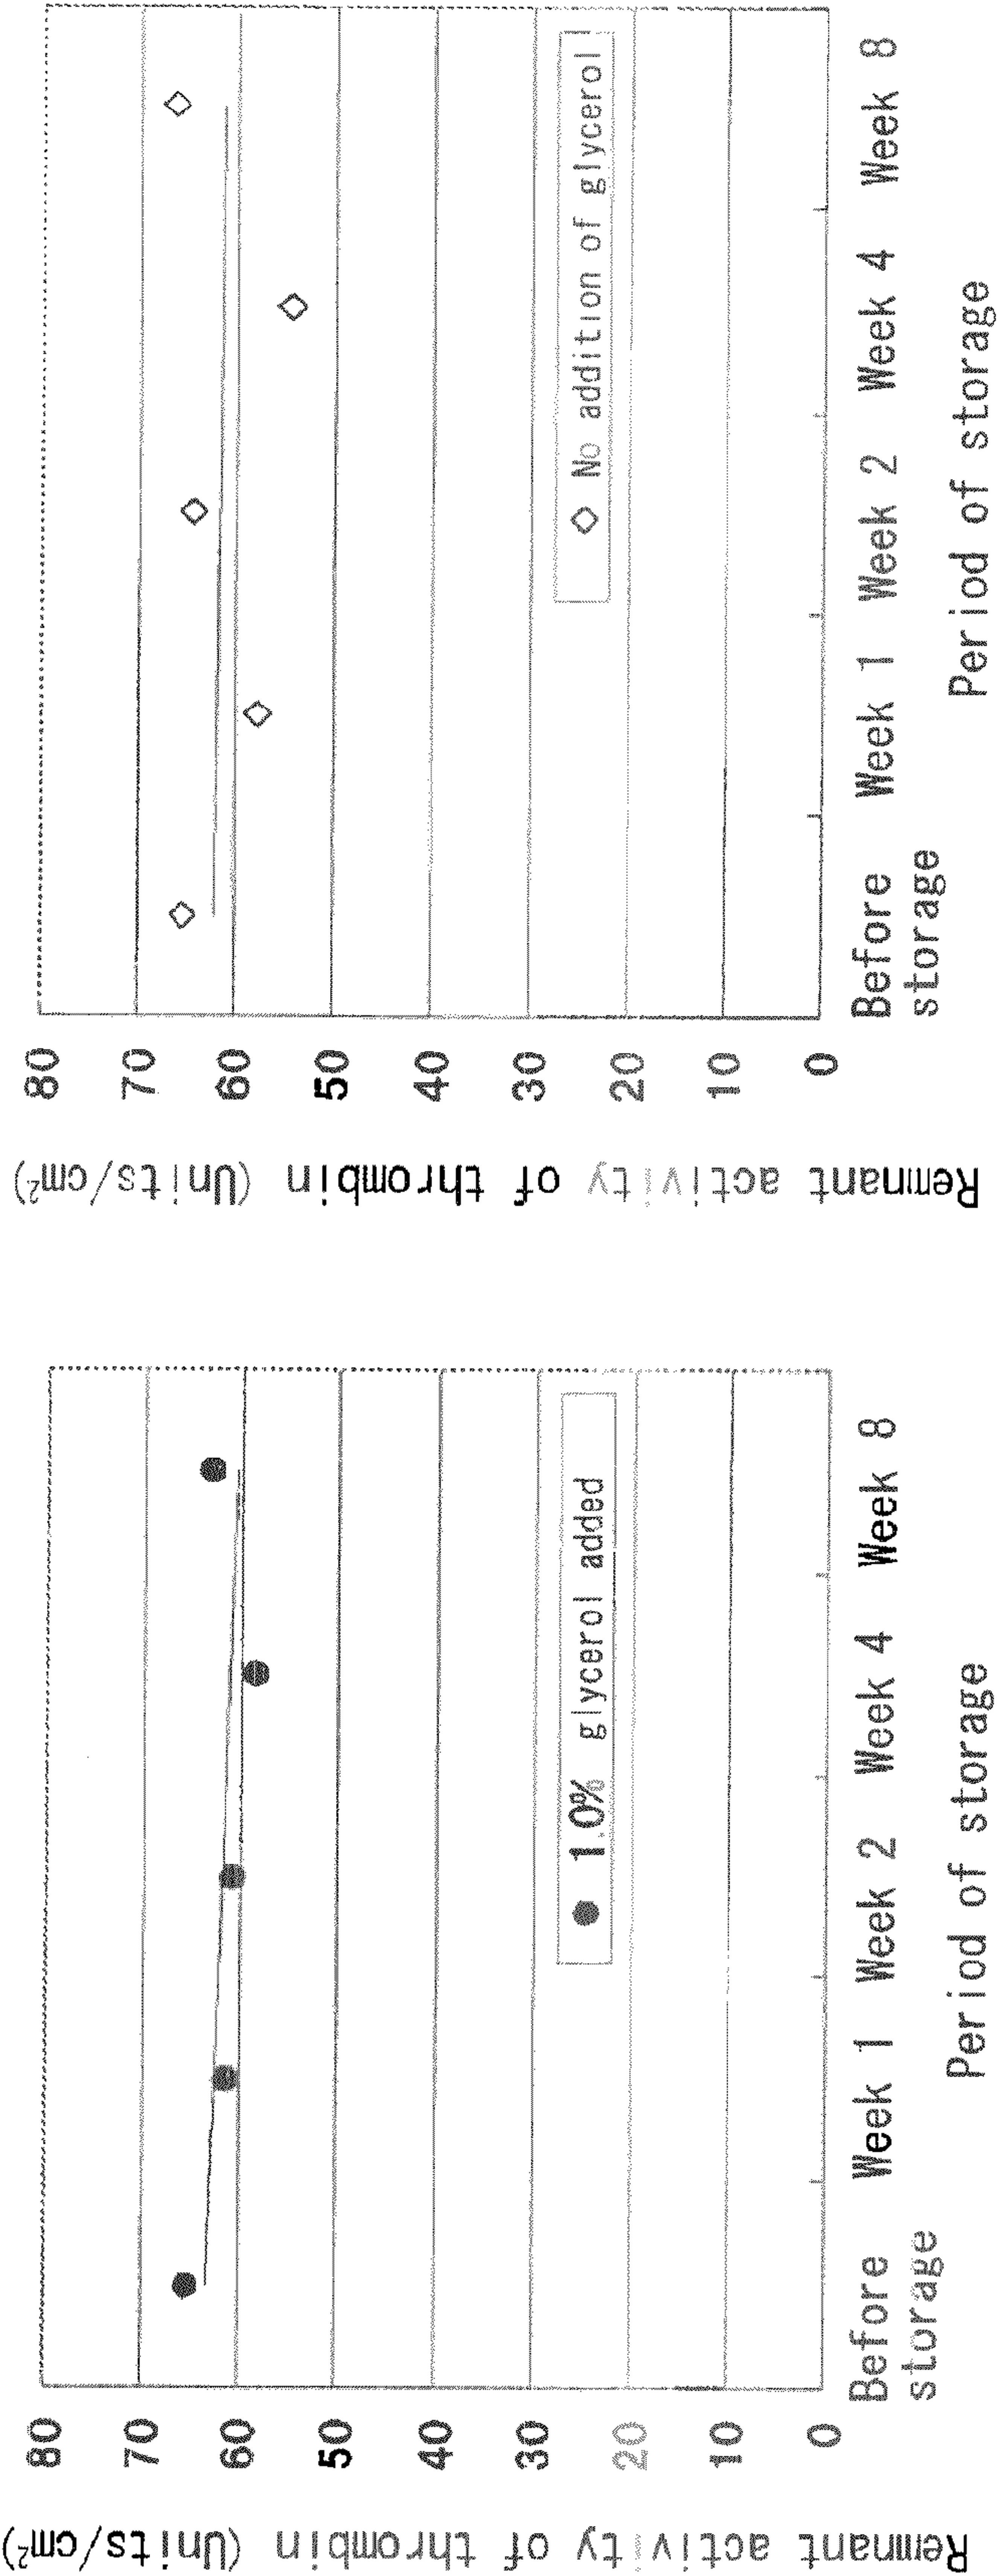 Remnant activity of thrombin (Units/cm²)
80
70
60
50
40
30
20
10
0
● 1.0% glycerol added
Before storage
Week 1
Week 2
Week 4
Week 8
Period of storage
Remnant activity of thrombin (Units/cm²)
80
70
60
50
40
30
20
10
0
◇ No addition of glycerol
Before storage
Week 1
Week 2
Week 4
Week 8
Period of storage